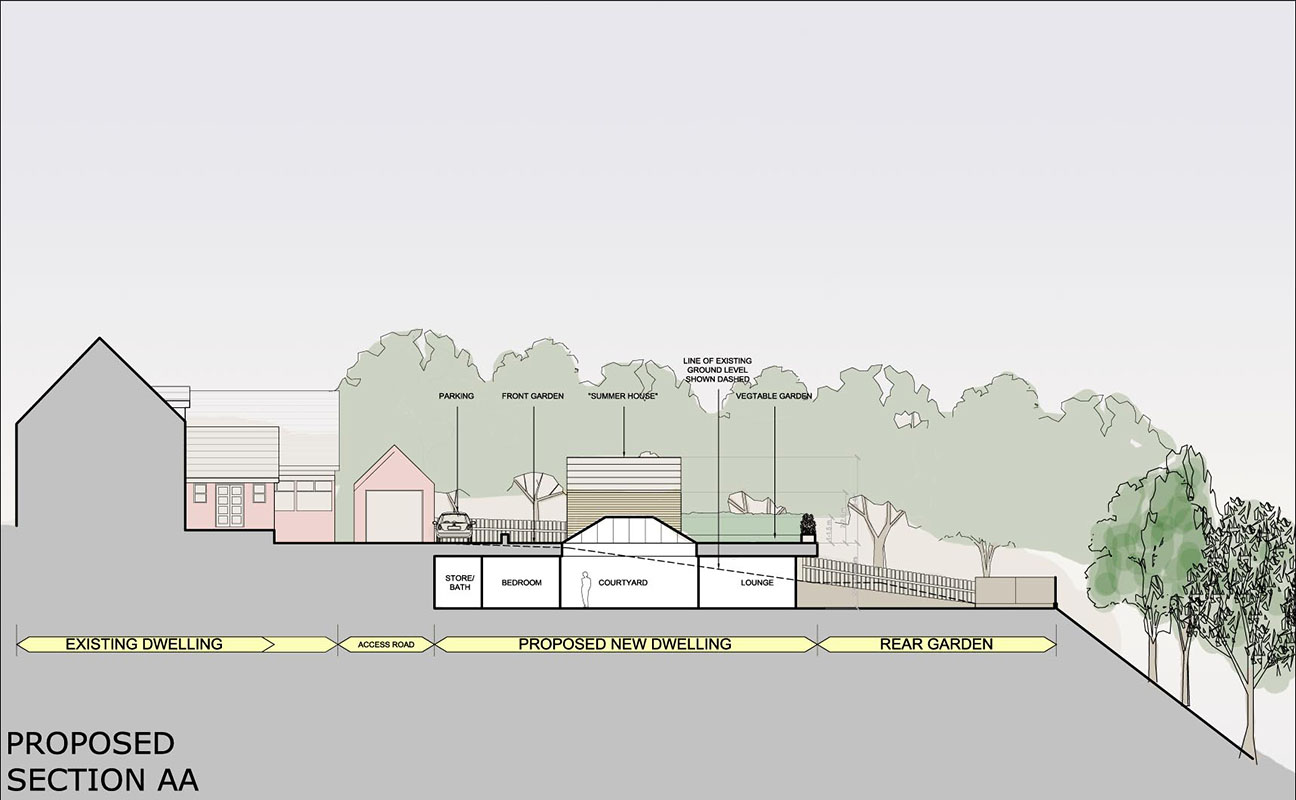 LINE OF EXISTING
GROUND LEVEL
SHOWN DASHED
PARKING
FRONT GARDEN
"SUMMER HOUSE"
VEGTABLE GARDEN
STORE/
BATH
BEDROOM
COURTYARD
LOUNGE
EXISTING DWELLING
ACCESS ROAD
PROPOSED NEW DWELLING
REAR GARDEN
PROPOSED
SECTION AA